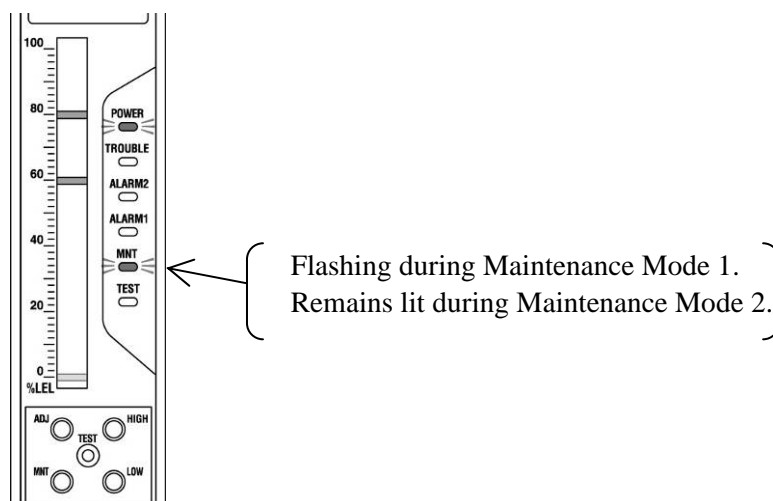 100
80
60
40
20
0
%LEL
POWER
TROUBLE
ALARM2
ALARM1
MNT
TEST
Flashing during Maintenance Mode 1.
Remains lit during Maintenance Mode 2.
ADJ
HIGH
TEST
MNT
LOW